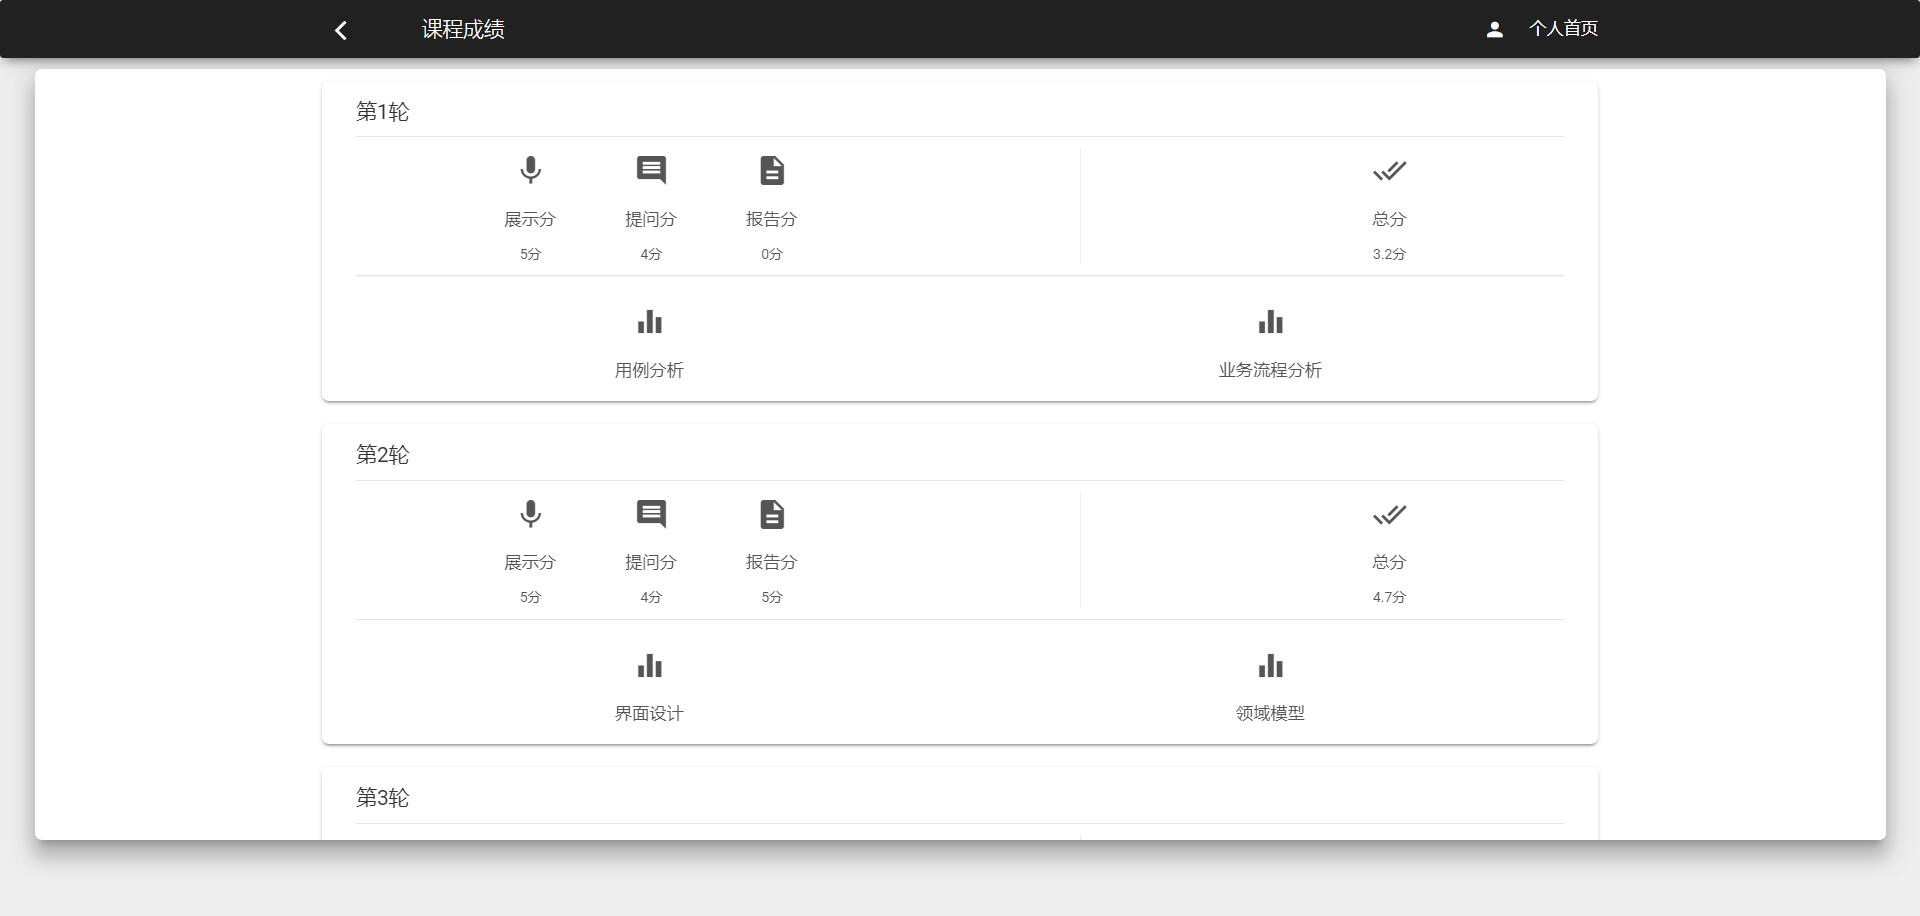 课程成绩
个人首页
第1轮
展示分 提问分 报告分 总分
5分 4分 0分 3.2分
用例分析 业务流程分析
第2轮
展示分 提问分 报告分 总分
5分 4分 5分 4.7分
界面设计 领域模型
第3轮